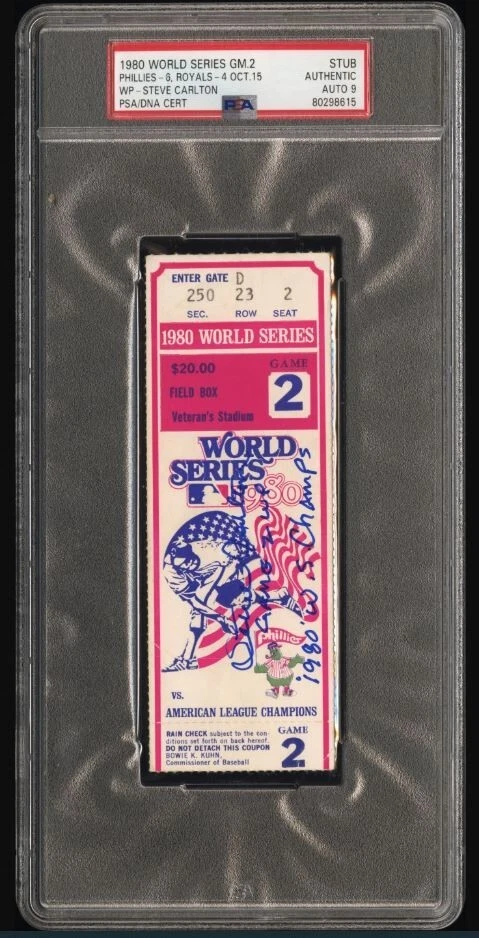 1980 WORLD SERIES GM.2 STUB
PHILLIES-6, ROYALS-4 OCT.15 AUTHENTIC
WP-STEVE CARLTON AUTO 9
PSA/DNA CERT PSA 80298615
ENTER GATE D
250 23 2
SEC. ROW SEAT
1980 WORLD SERIES
$20.00 GAME
FIELD BOX 2
Veteran's Stadium
WORLD
SERIES
1980
Phillies
VS.
AMERICAN LEAGUE CHAMPIONS
RAIN CHECK subject to the con-
ditions set forth on back hereof.
DO NOT DETACH THIS COUPON
BOWIE K. KUHN,
Commissioner of Baseball
GAME
2
1980 W S Champs